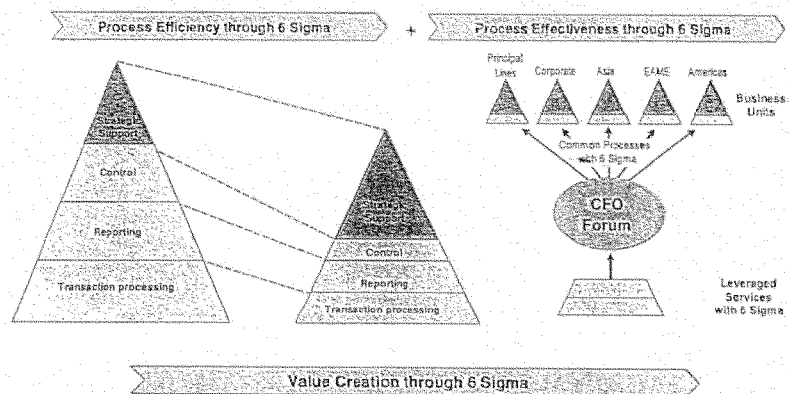 Process Efficiency through 6 Sigma
+
Process Effectiveness through 6 Sigma
Strategic
Support
Control
Reporting
Transaction processing
Strategic
Support
Control
Reporting
Transaction processing
Principal
Lines
Corporate
Asia
EAME
Americas
Business
Units
Common Processes
with 6 Sigma
CFO
Forum
Leveraged
Services
with 6 Sigma
Value Creation through 6 Sigma